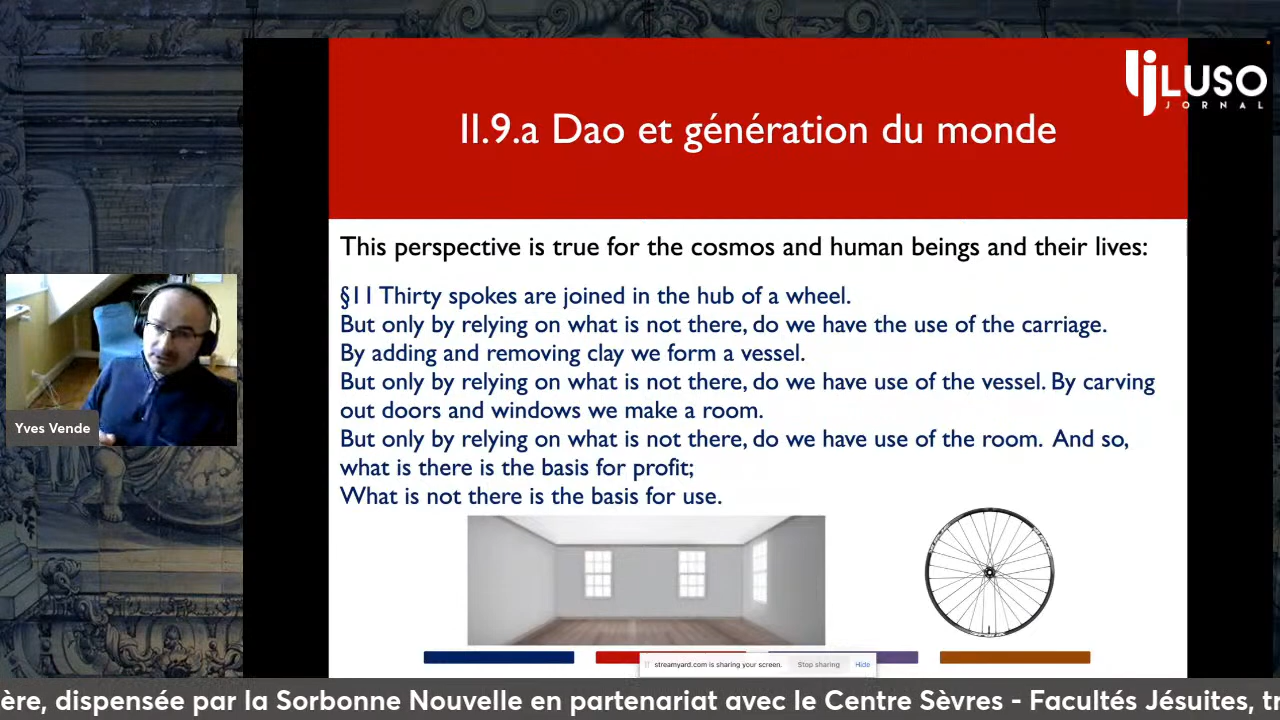 LUSO
JORNAL
II.9.a Dao et génération du monde
This perspective is true for the cosmos and human beings and their lives:
§11 Thirty spokes are joined in the hub of a wheel.
But only by relying on what is not there, do we have the use of the carriage.
By adding and removing clay we form a vessel.
But only by relying on what is not there, do we have use of the vessel. By carving
out doors and windows we make a room.
But only by relying on what is not there, do we have use of the room. And so,
what is there is the basis for profit;
What is not there is the basis for use.
Yves Vende
streamyard.com is sharing your screen.
Stop sharing
Hide
ère, dispensée par la Sorbonne Nouvelle en partenariat avec le Centre Sèvres - Facultés Jésuites, tr